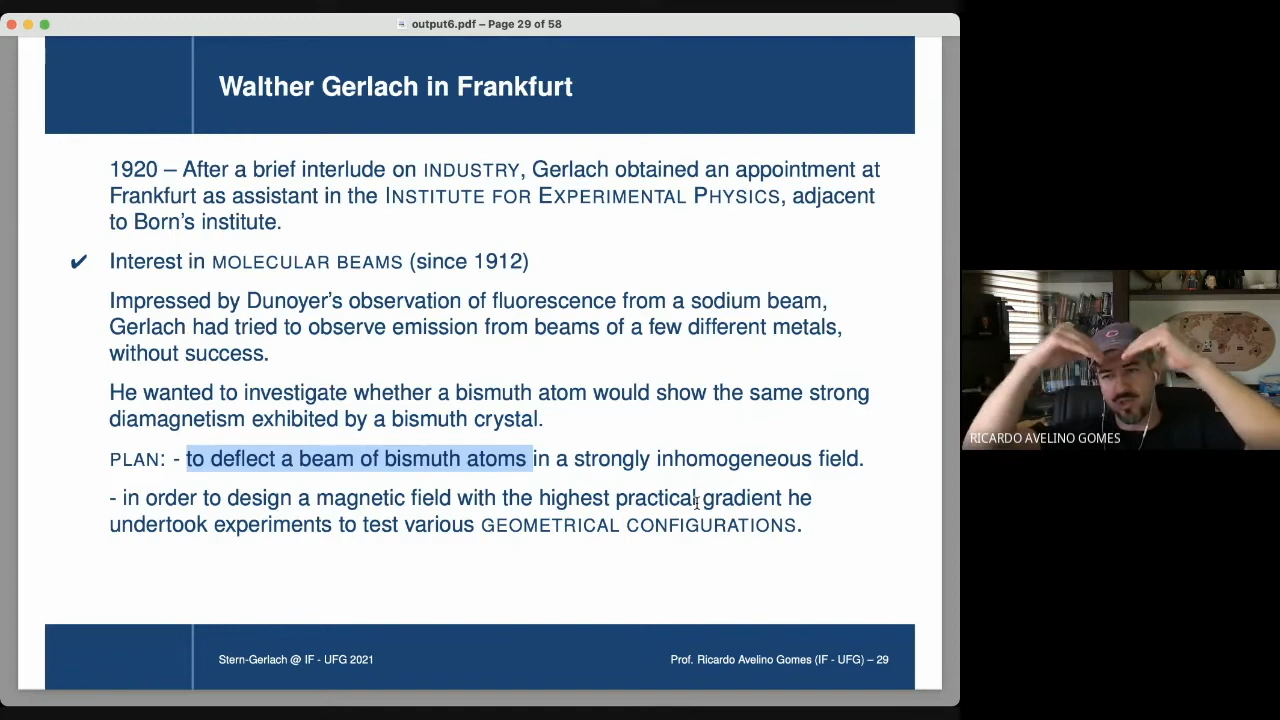 output6.pdf – Page 29 of 58
Walther Gerlach in Frankfurt
1920 – After a brief interlude on INDUSTRY, Gerlach obtained an appointment at
Frankfurt as assistant in the INSTITUTE FOR EXPERIMENTAL PHYSICS, adjacent
to Born's institute.
✔ Interest in MOLECULAR BEAMS (since 1912)
Impressed by Dunoyer's observation of fluorescence from a sodium beam,
Gerlach had tried to observe emission from beams of a few different metals,
without success.
He wanted to investigate whether a bismuth atom would show the same strong
diamagnetism exhibited by a bismuth crystal.
PLAN: - to deflect a beam of bismuth atoms in a strongly inhomogeneous field.
- in order to design a magnetic field with the highest practical gradient he
undertook experiments to test various GEOMETRICAL CONFIGURATIONS.
Stern-Gerlach @ IF - UFG 2021
Prof. Ricardo Avelino Gomes (IF - UFG) – 29
RICARDO AVELINO GOMES